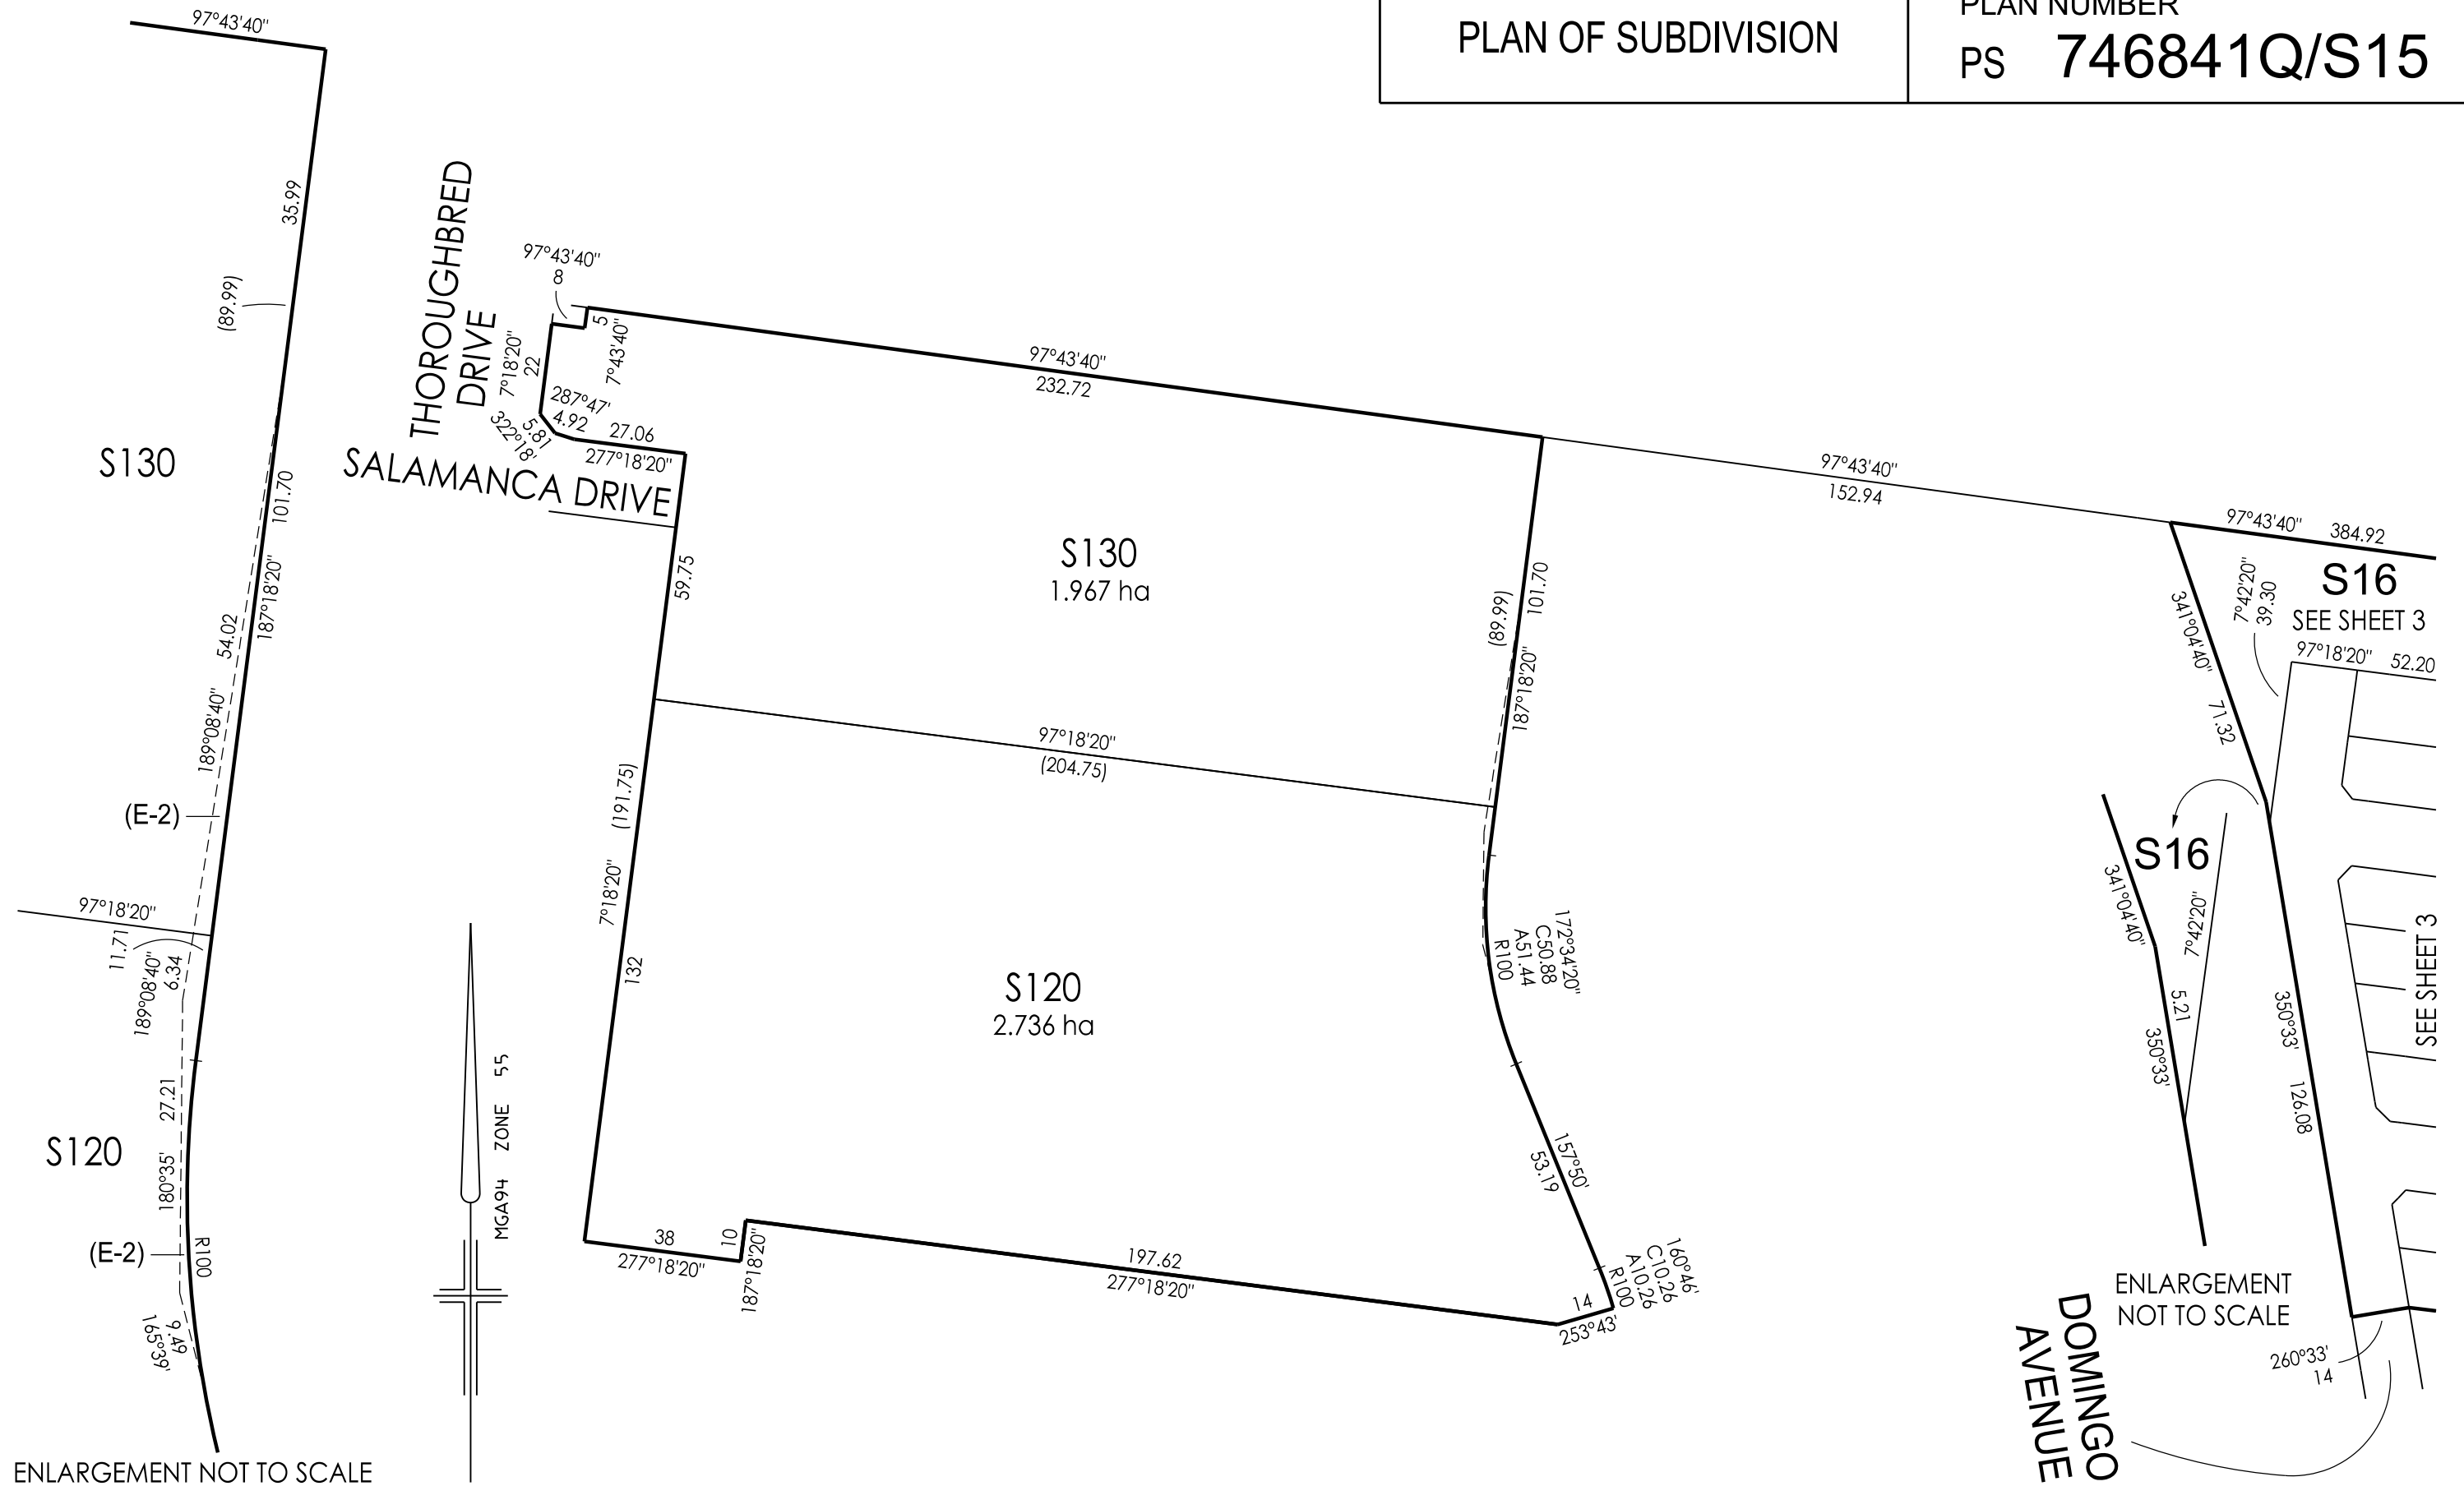 PLAN OF SUBDIVISION
PLAN NUMBER
PS 746841Q/S15
97°43'40"
35.99
(89.99)
S130
101.70
187°18'20"
54.02
189°08'40"
(E-2)
97°18'20"
11.71
189°08'40"
6.34
27.21
180°35'
S120
(E-2)
R100
9.49
165°39'
ENLARGEMENT NOT TO SCALE
MGA94 ZONE 55
THOROUGHBRED
DRIVE
SALAMANCA DRIVE
97°43'40"
8
5
7°43'40"
7°18'20"
22
287°47'
4.92
5.81
322°18'
27.06
277°18'20"
97°43'40"
232.72
59.75
S130
1.967 ha
(89.99)
101.70
187°18'20"
97°18'20"
(204.75)
(191.75)
7°18'20"
132
S120
2.736 ha
172°34'20"
C50.88
A51.44
R100
157°50'
53.19
160°46'
C10.26
A10.26
R100
14
253°43'
197.62
277°18'20"
10
187°18'20"
38
277°18'20"
97°43'40"
152.94
97°43'40" 384.92
S16
SEE SHEET 3
7°42'20"
39.30
341°04'40"
71.32
97°18'20" 52.20
S16
341°04'40"
7°42'20"
5.21
350°33'
350°33'
126.08
SEE SHEET 3
ENLARGEMENT
NOT TO SCALE
260°33'
14
DOMINGO
AVENUE